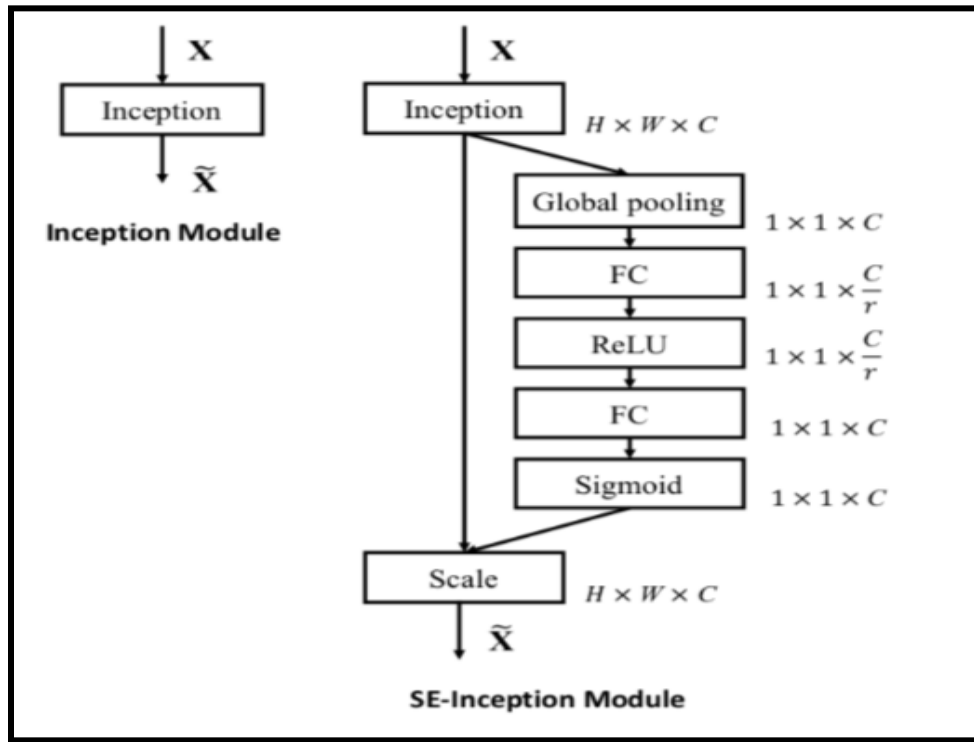 X
Inception
X̃
Inception Module
X
Inception
H × W × C
Global pooling
1 × 1 × C
FC
1 × 1 × C/r
ReLU
1 × 1 × C/r
FC
1 × 1 × C
Sigmoid
1 × 1 × C
Scale
H × W × C
X̃
SE-Inception Module